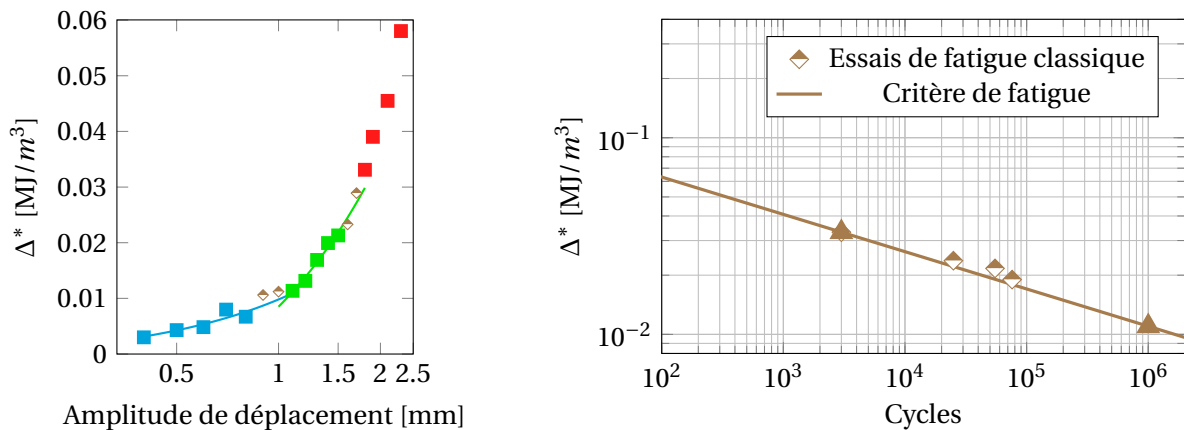 0.06
0.05
0.04
0.03
0.02
0.01
0
Δ* [MJ/m³]
0.5 1 1.5 2 2.5
Amplitude de déplacement [mm]
Essais de fatigue classique
Critère de fatigue
10⁻¹
10⁻²
Δ* [MJ/m³]
10² 10³ 10⁴ 10⁵ 10⁶
Cycles